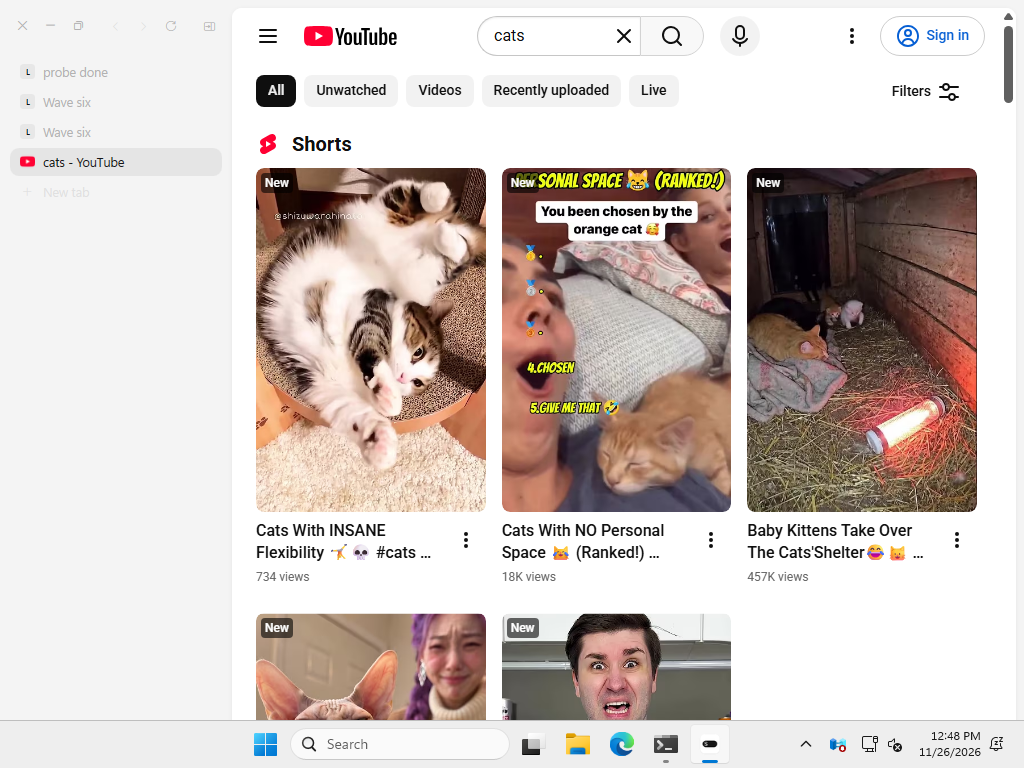 probe done
Wave six
Wave six
cats - YouTube
New tab
YouTube
cats
Sign in
All
Unwatched
Videos
Recently uploaded
Live
Filters
Shorts
New
New
SONAL SPACE 😹 (RANKED!)
New
@shizuwarahina
You been chosen by the
orange cat 🥰
4.CHOSEN
5.GIVE ME THAT 🤣
Cats With INSANE
Flexibility 🤸 💀 #cats ...
734 views
Cats With NO Personal
Space 😹 (Ranked!) ...
18K views
Baby Kittens Take Over
The Cats'Shelter😂 😹 ...
457K views
New
New
Search
12:48 PM
11/26/2026